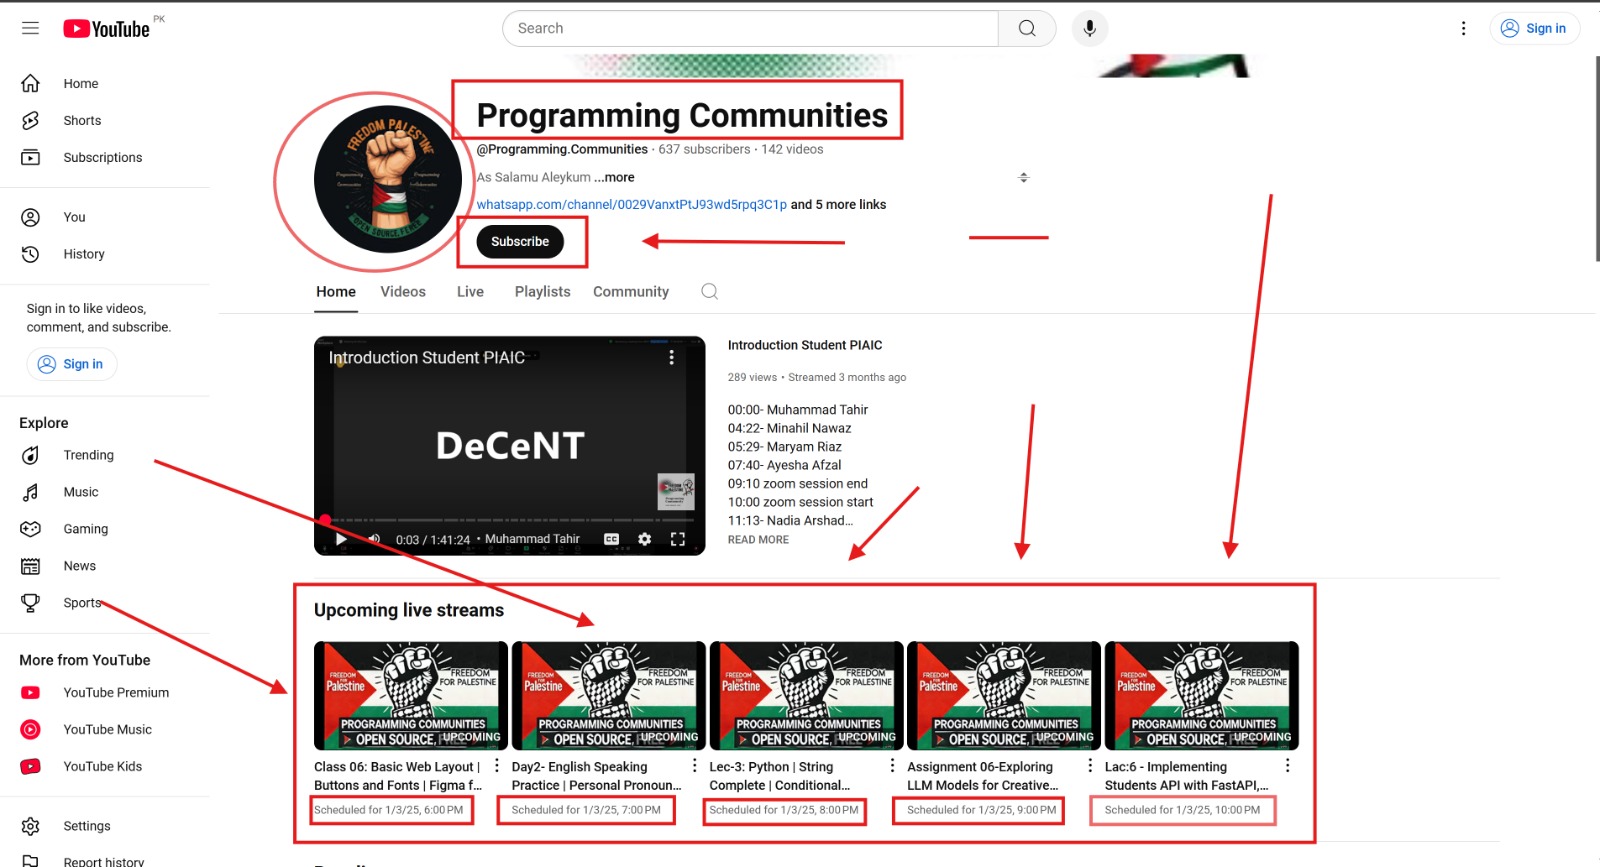 YouTube PK
Search
Sign in
Home
Shorts
Subscriptions
You
History
Sign in to like videos,
comment, and subscribe.
Sign in
Explore
Trending
Music
Gaming
News
Sports
More from YouTube
YouTube Premium
YouTube Music
YouTube Kids
Settings
Report history
FREEDOM PALESTINE
Programming
Communities
OPEN SOURCE,
Programming Communities
@Programming.Communities · 637 subscribers · 142 videos
As Salamu Aleykum ...more
whatsapp.com/channel/0029VanxtPtJ93wd5rpq3C1p and 5 more links
Subscribe
Home Videos Live Playlists Community
Introduction Student PIAIC
DeCeNT
0:03 / 1:41:24 • Muhammad Tahir
CC
Introduction Student PIAIC
289 views • Streamed 3 months ago
00:00- Muhammad Tahir
04:22- Minahil Nawaz
05:29- Maryam Riaz
07:40- Ayesha Afzal
09:10 zoom session end
10:00 zoom session start
11:13- Nadia Arshad...
READ MORE
Upcoming live streams
FREEDOM FOR Palestine
FREEDOM
FOR PALESTINE
PROGRAMMING COMMUNITIES
OPEN SOURCE, FREE
UPCOMING
Class 06: Basic Web Layout |
Buttons and Fonts | Figma f...
Scheduled for 1/3/25, 6:00 PM
FREEDOM FOR Palestine
FREEDOM
FOR PALESTINE
PROGRAMMING COMMUNITIES
OPEN SOURCE, FREE
UPCOMING
Day2- English Speaking
Practice | Personal Pronoun...
Scheduled for 1/3/25, 7:00 PM
FREEDOM FOR Palestine
FREEDOM
FOR PALESTINE
PROGRAMMING COMMUNITIES
OPEN SOURCE, FREE
UPCOMING
Lec-3: Python | String
Complete | Conditional...
Scheduled for 1/3/25, 8:00 PM
FREEDOM FOR Palestine
FREEDOM
FOR PALESTINE
PROGRAMMING COMMUNITIES
OPEN SOURCE, FREE
UPCOMING
Assignment 06-Exploring
LLM Models for Creative...
Scheduled for 1/3/25, 9:00 PM
FREEDOM FOR Palestine
FREEDOM
FOR PALESTINE
PROGRAMMING COMMUNITIES
OPEN SOURCE, FREE
UPCOMING
Lac:6 - Implementing
Students API with FastAPI,...
Scheduled for 1/3/25, 10:00 PM